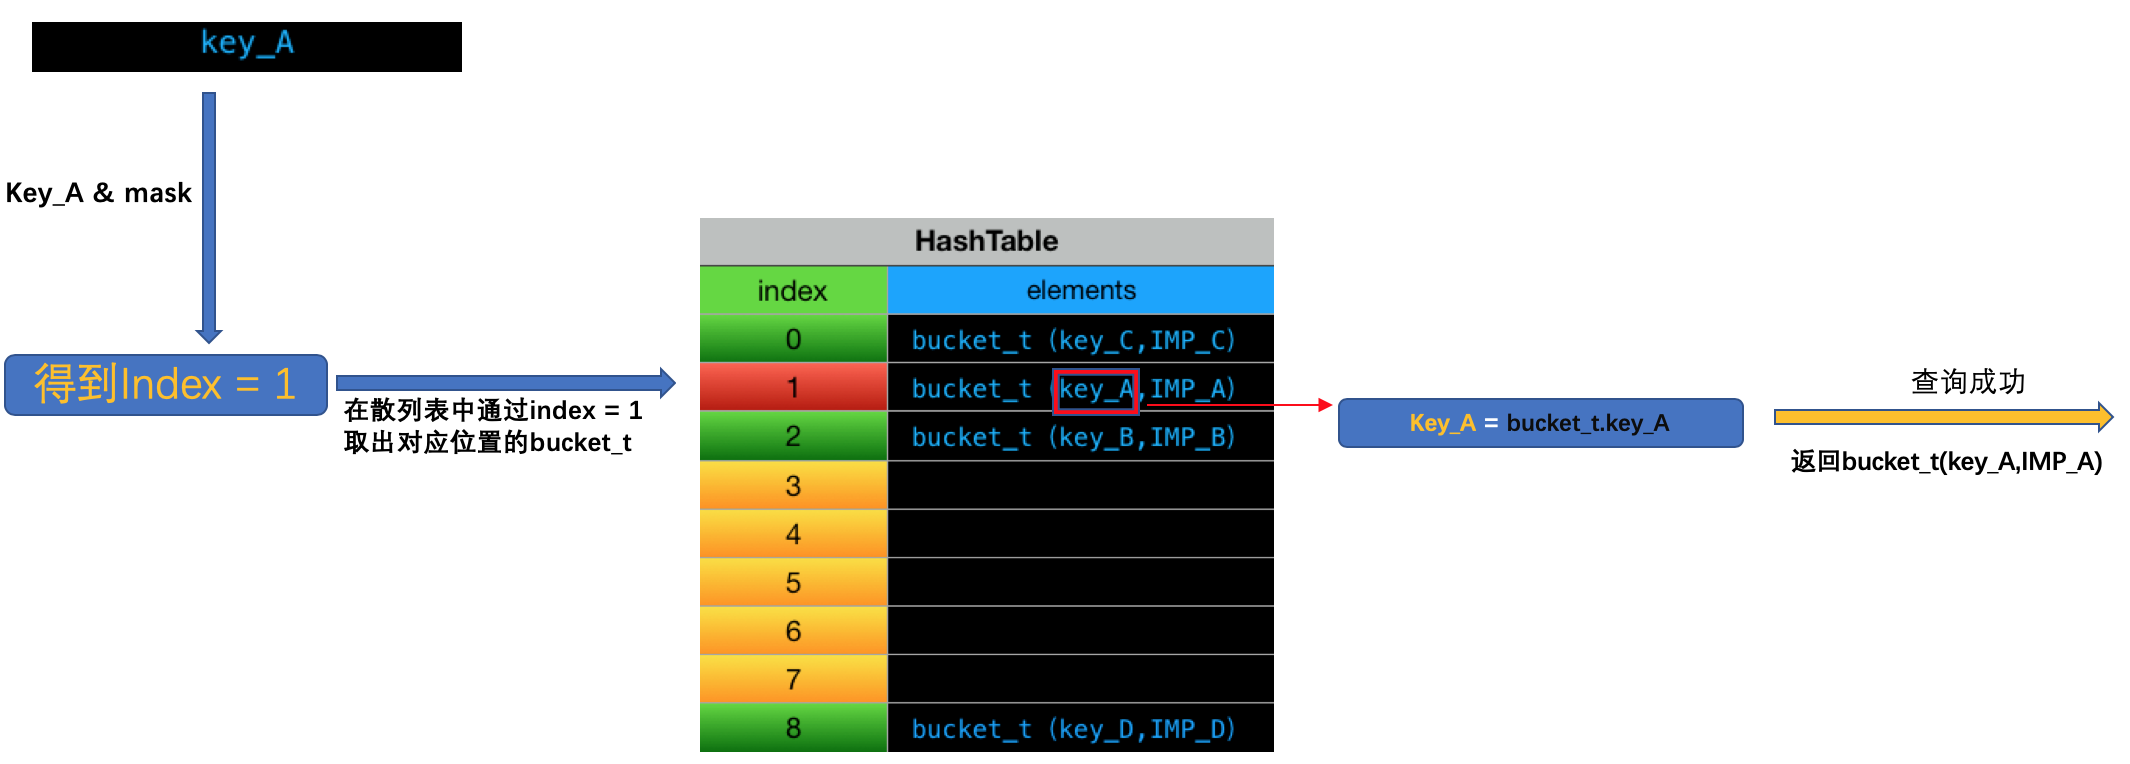 key_A
Key_A & mask
得到Index = 1
在散列表中通过index = 1
取出对应位置的bucket_t
HashTable
index elements
0 bucket_t (key_C,IMP_C)
1 bucket_t (key_A,IMP_A)
2 bucket_t (key_B,IMP_B)
3
4
5
6
7
8 bucket_t (key_D,IMP_D)
Key_A = bucket_t.key_A
查询成功
返回bucket_t(key_A,IMP_A)